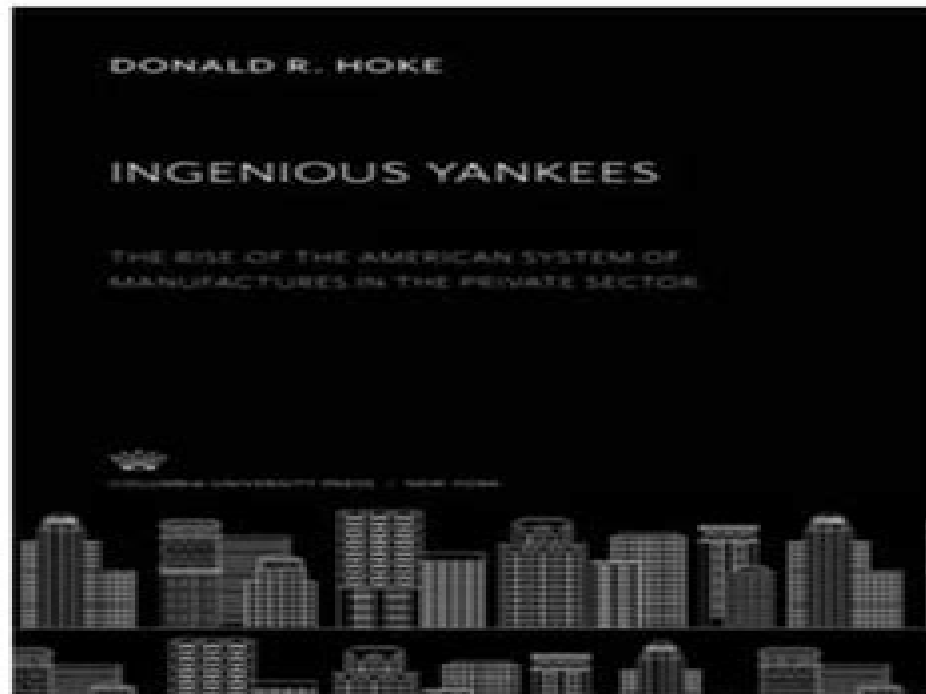 DONALD R. HOKE
INGENIOUS YANKEES
THE RISE OF THE AMERICAN SYSTEM OF
MANUFACTURES IN THE PRIVATE SECTOR
COLUMBIA UNIVERSITY PRESS / NEW YORK